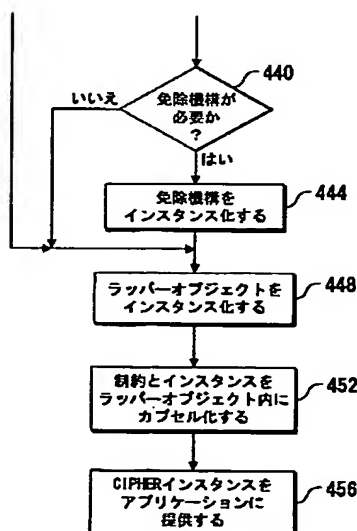 440
いいえ
免除機構が
必要か
?
はい
免除機構を
インスタンス化する
444
ラッパーオブジェクトを
インスタンス化する
448
制約とインスタンスを
ラッパーオブジェクト内に
カプセル化する
452
CIPHERインスタンスを
アプリケーションに
提供する
456